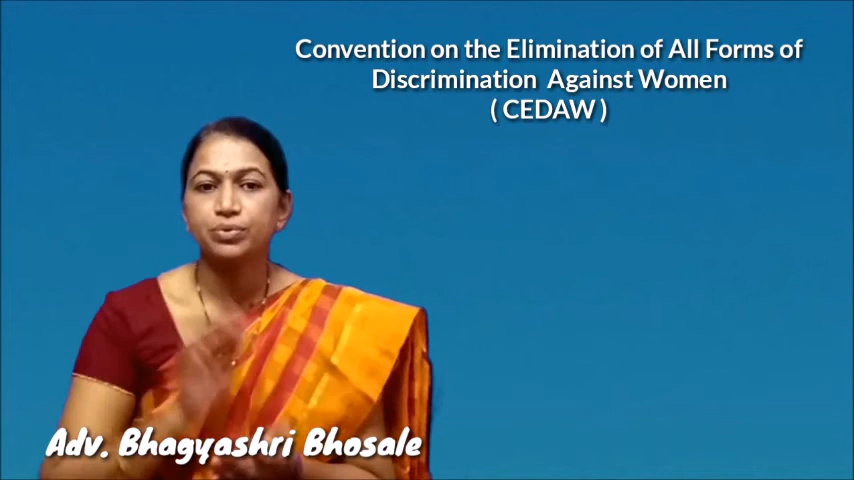 Convention on the Elimination of All Forms of
Discrimination Against Women
( CEDAW )
Adv. Bhagyashri Bhosale